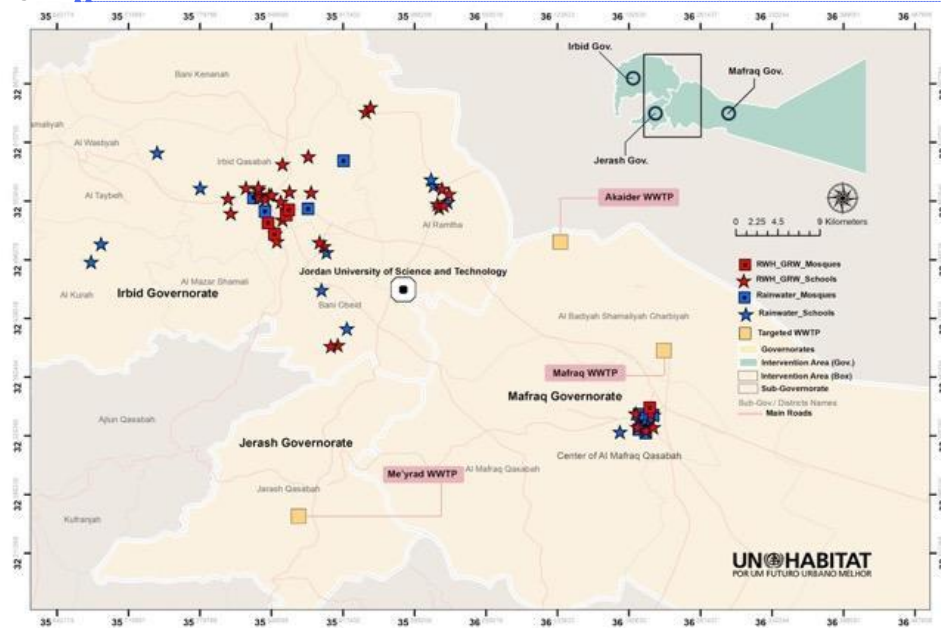 Irbid Gov.
Mafraq Gov.
Jerash Gov.
Bani Kenanah
Al Wastiyah
Irbid Qasabah
Al Taybeh
Al Ramtha
Akaider WWTP
0 2.25 4.5 9 Kilometers
RWH_GRW_Mosques
RWH_GRW_Schools
Rainwater_Mosques
Rainwater_Schools
Targeted WWTP
Governorates
Intervention Area (Gov.)
Intervention Area (Box)
Sub-Governorate
Sub-Gov./ Districts Names
Main Roads
Jordan University of Science and Technology
Al Mazar Shamali
Al Kurah
Irbid Governorate
Bani Obeid
Al Badiyah Shamaliyah Gharbiyah
Mafraq WWTP
Mafraq Governorate
Ajlun Qasabah
Jerash Governorate
Center of Al Mafraq Qasabah
Me'yrad WWTP
Al Mafraq Qasabah
Jarash Qasabah
Kufranjah
UN HABITAT
POR UM FUTURO URBANO MELHOR